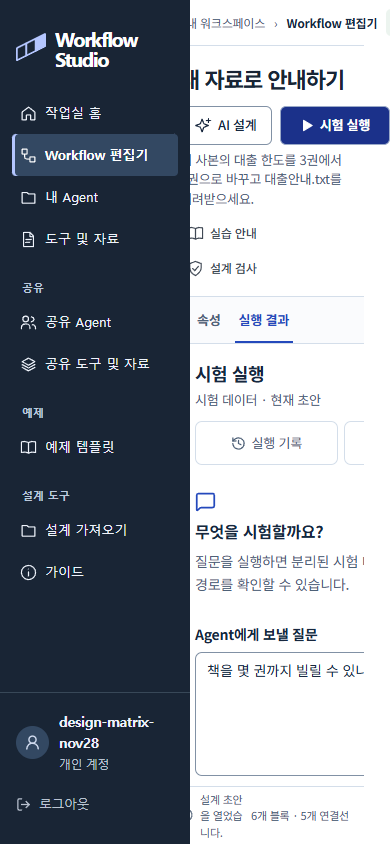 Workflow
Studio
작업실 홈
Workflow 편집기
내 Agent
도구 및 자료
공유
공유 Agent
공유 도구 및 자료
예제
예제 템플릿
설계 도구
설계 가져오기
가이드
design-matrix-
nov28
개인 계정
로그아웃
내 워크스페이스 › Workflow 편집기
내 자료로 안내하기
AI 설계
시험 실행
사본의 대출 한도를 3권에서
권으로 바꾸고 대출안내.txt를
려받으세요.
실습 안내
설계 검사
속성
실행 결과
시험 실행
시험 데이터 · 현재 초안
실행 기록
무엇을 시험할까요?
질문을 실행하면 분리된 시험
경로를 확인할 수 있습니다.
Agent에게 보낼 질문
책을 몇 권까지 빌릴 수 있나
설계 초안
을 열었습
니다.
6개 블록 · 5개 연결선